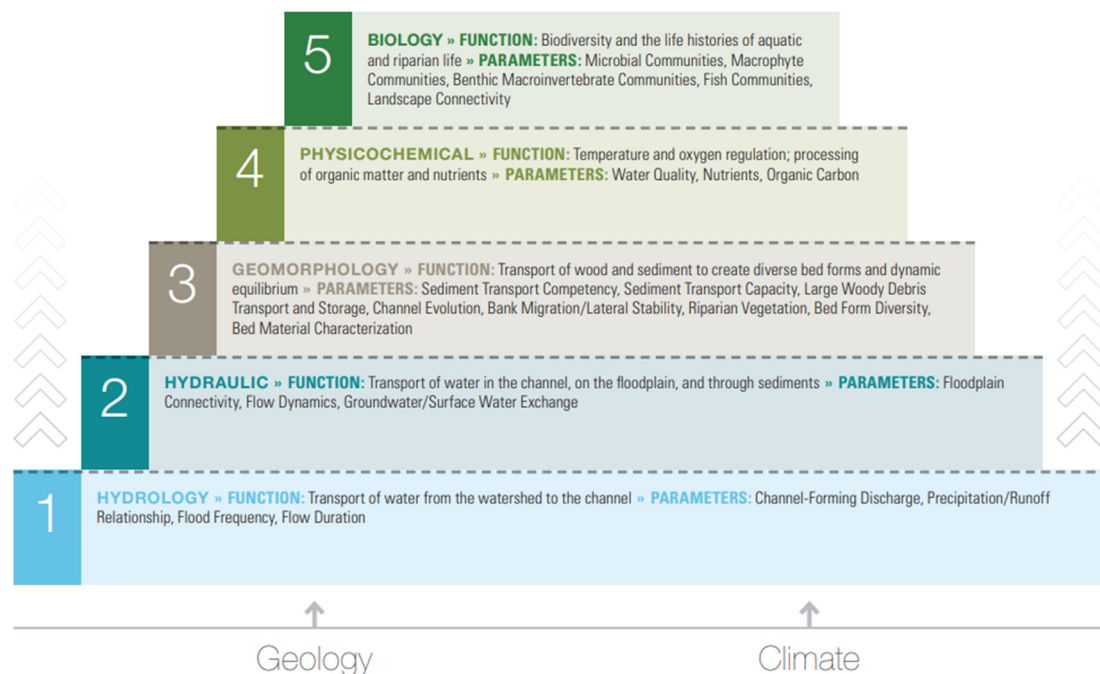 5
BIOLOGY » FUNCTION: Biodiversity and the life histories of aquatic
and riparian life » PARAMETERS: Microbial Communities, Macrophyte
Communities, Benthic Macroinvertebrate Communities, Fish Communities,
Landscape Connectivity
4
PHYSICOCHEMICAL » FUNCTION: Temperature and oxygen regulation; processing
of organic matter and nutrients » PARAMETERS: Water Quality, Nutrients, Organic Carbon
3
GEOMORPHOLOGY » FUNCTION: Transport of wood and sediment to create diverse bed forms and dynamic
equilibrium » PARAMETERS: Sediment Transport Competency, Sediment Transport Capacity, Large Woody Debris
Transport and Storage, Channel Evolution, Bank Migration/Lateral Stability, Riparian Vegetation, Bed Form Diversity,
Bed Material Characterization
2
HYDRAULIC » FUNCTION: Transport of water in the channel, on the floodplain, and through sediments » PARAMETERS: Floodplain
Connectivity, Flow Dynamics, Groundwater/Surface Water Exchange
1
HYDROLOGY » FUNCTION: Transport of water from the watershed to the channel » PARAMETERS: Channel-Forming Discharge, Precipitation/Runoff
Relationship, Flood Frequency, Flow Duration
Geology
Climate